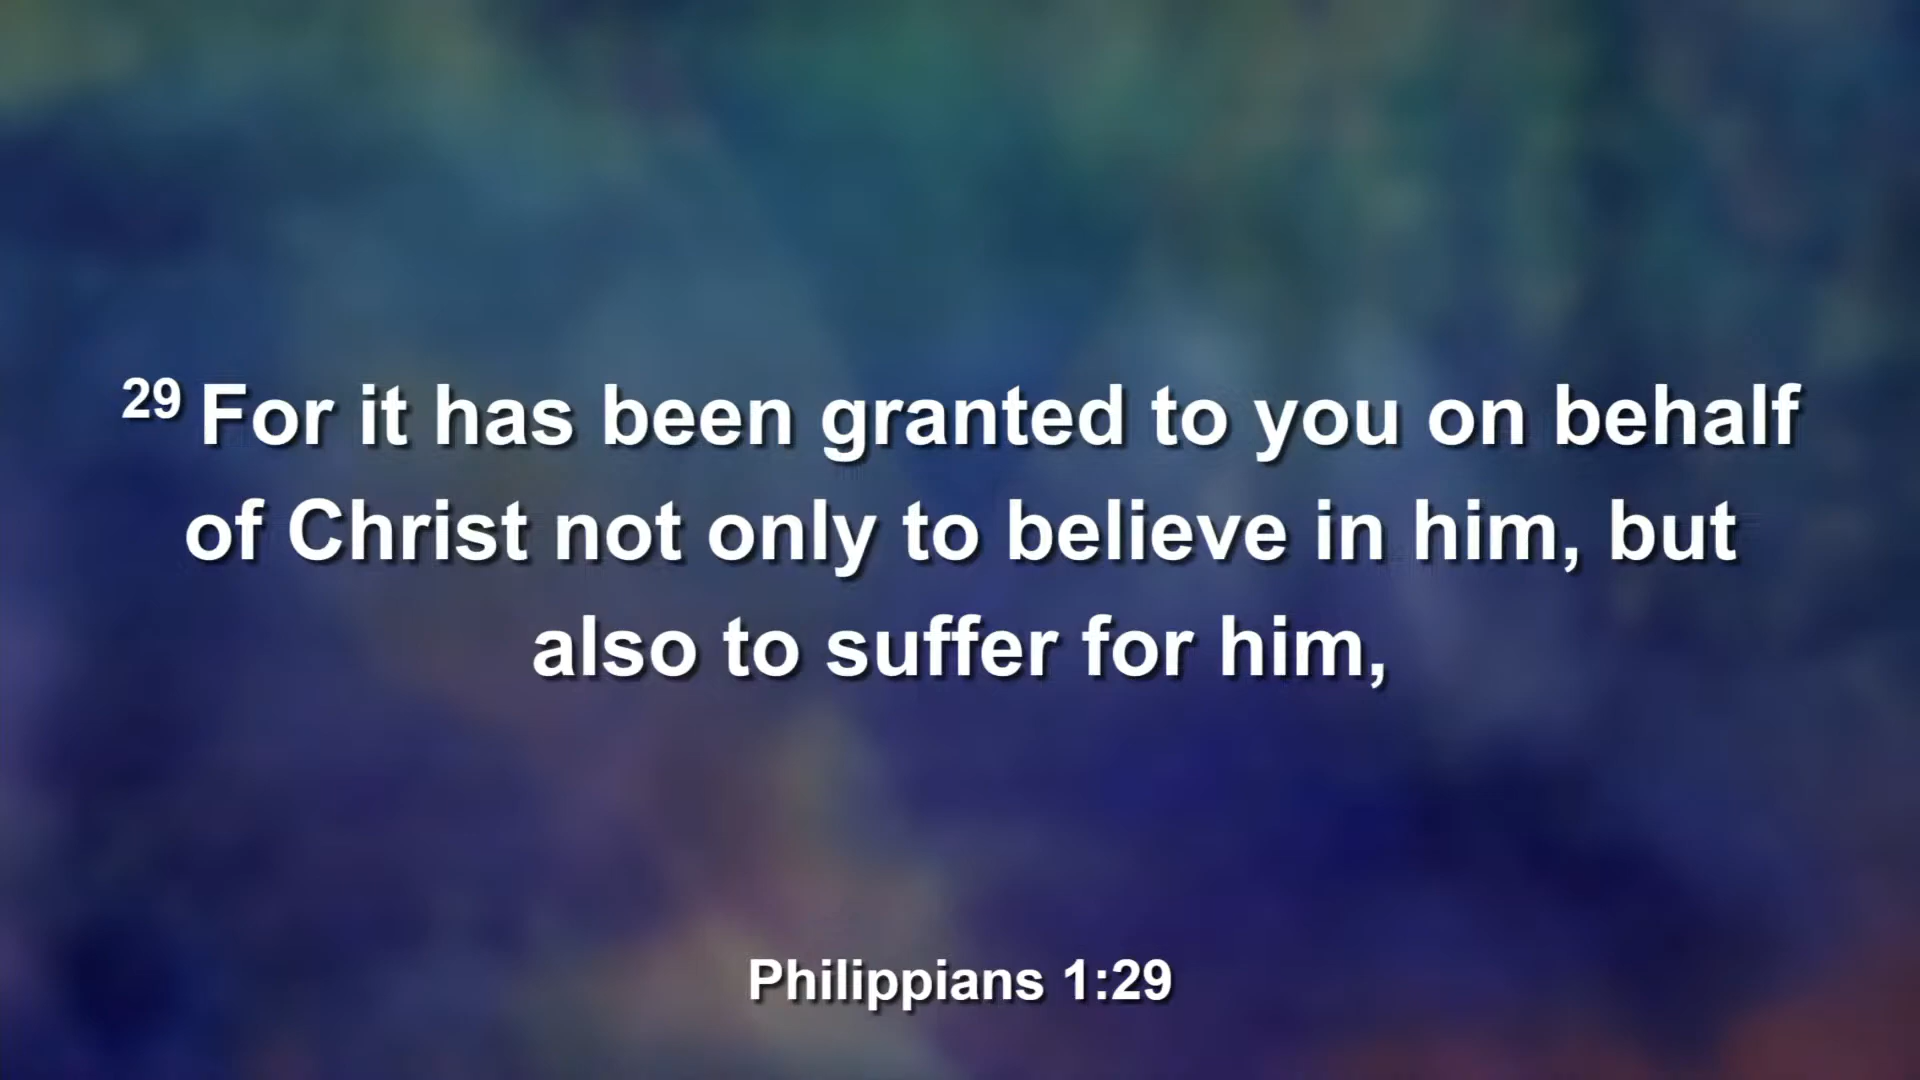 29 For it has been granted to you on behalf
of Christ not only to believe in him, but
also to suffer for him,
Philippians 1:29